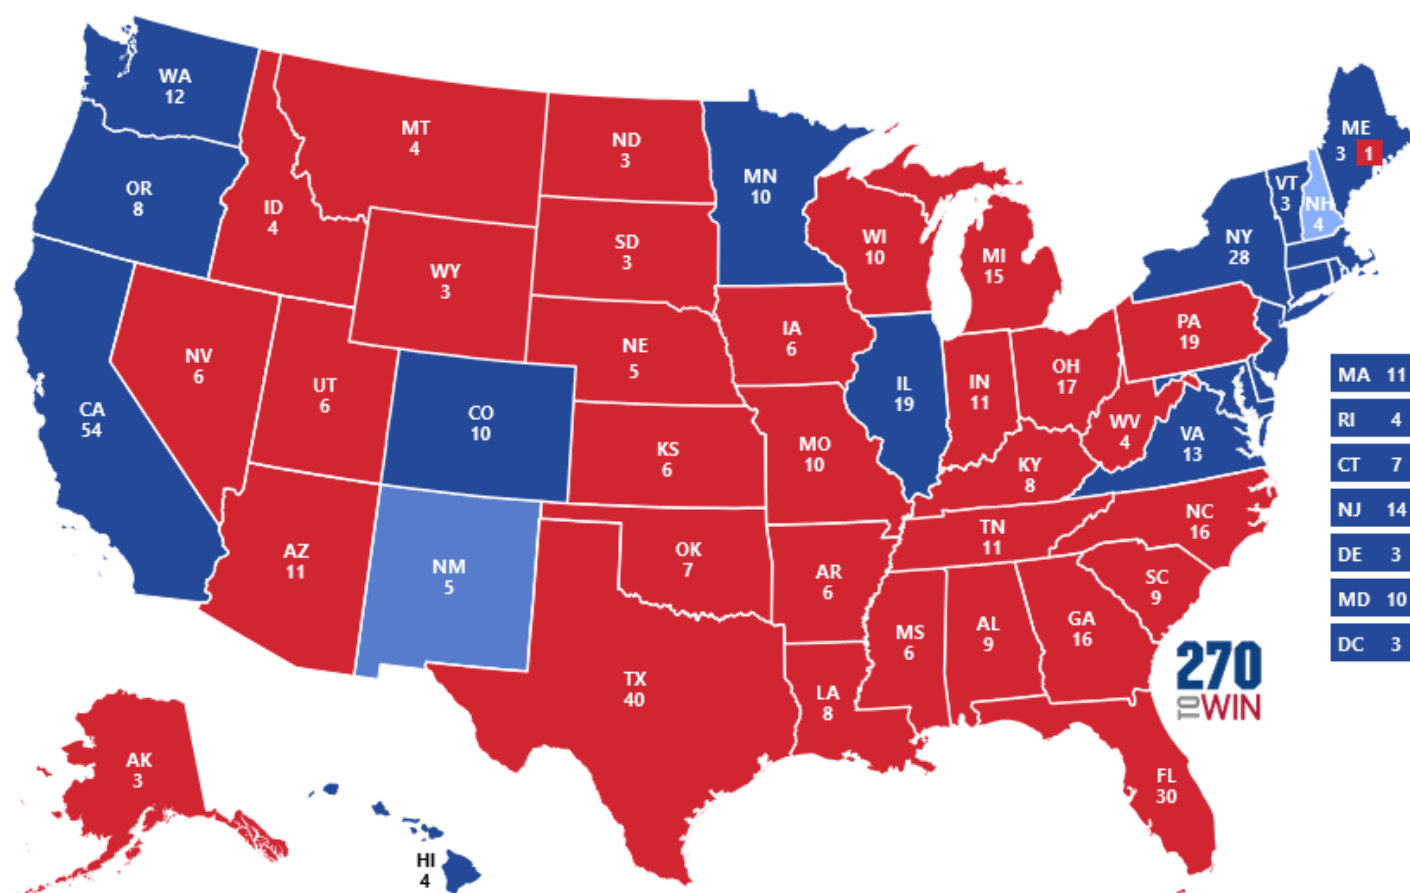 WA
12
OR
8
CA
54
NV
6
ID
4
MT
4
WY
3
UT
6
AZ
11
CO
10
NM
5
ND
3
SD
3
NE
5
KS
6
OK
7
TX
40
MN
10
IA
6
MO
10
AR
6
LA
8
WI
10
IL
19
MI
15
IN
11
OH
17
KY
8
TN
11
MS
6
AL
9
GA
16
FL
30
SC
9
NC
16
VA
13
WV
4
PA
19
NY
28
VT
3
NH
4
ME
3 1
MA 11
RI 4
CT 7
NJ 14
DE 3
MD 10
DC 3
270
TO WIN
AK
3
HI
4